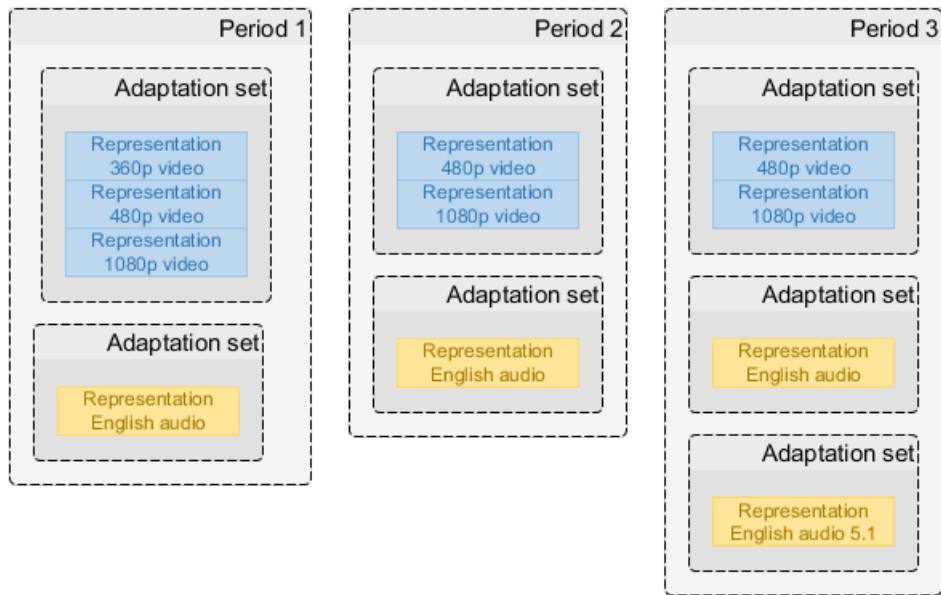 Period 1
Adaptation set
Representation
360p video
Representation
480p video
Representation
1080p video
Adaptation set
Representation
English audio
Period 2
Adaptation set
Representation
480p video
Representation
1080p video
Adaptation set
Representation
English audio
Period 3
Adaptation set
Representation
480p video
Representation
1080p video
Adaptation set
Representation
English audio
Adaptation set
Representation
English audio 5.1